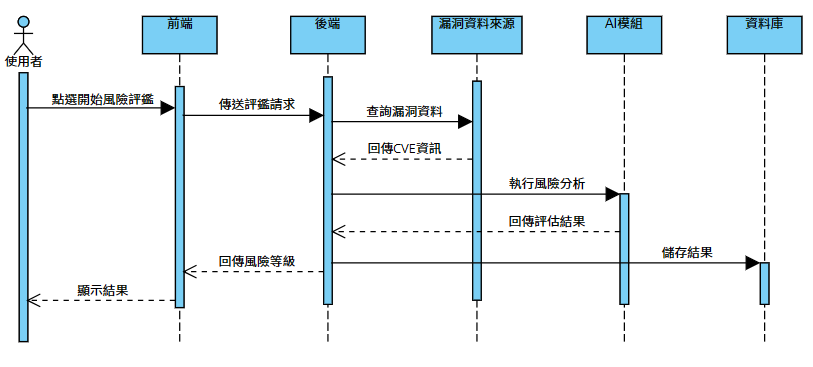 前端
後端
漏洞資料來源
AI模組
資料庫
使用者
點選開始風險評鑑
傳送評鑑請求
查詢漏洞資料
回傳CVE資訊
執行風險分析
回傳評估結果
儲存結果
回傳風險等級
顯示結果